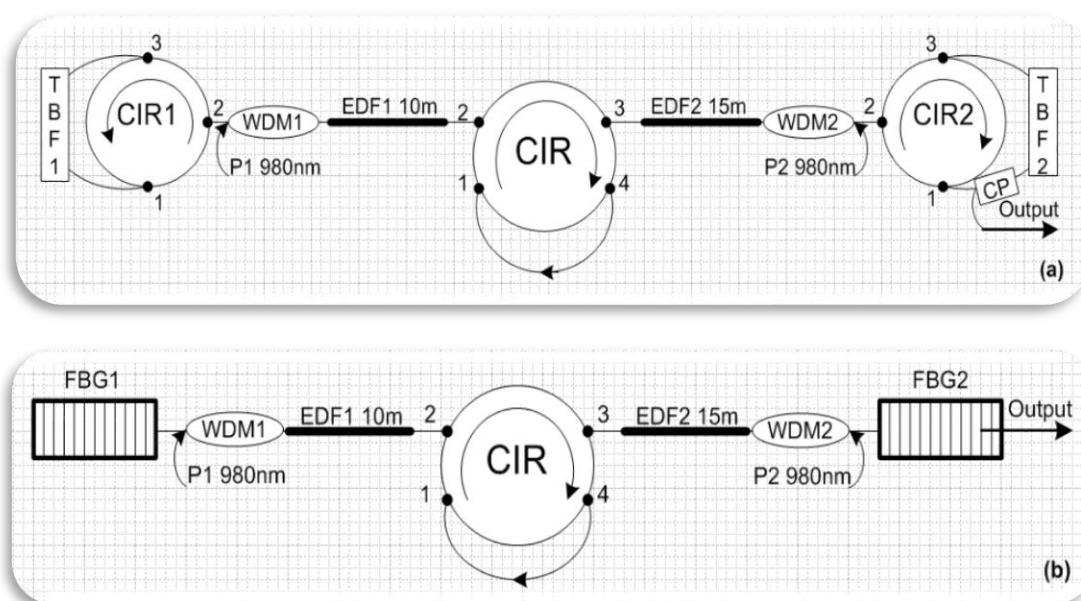 3
3
T
B
F
1
CIR1
2
WDM1
EDF1 10m
2
CIR
3
EDF2 15m
WDM2
2
CIR2
T
B
F
2
P1 980nm
1
4
P2 980nm
1
1
CP
Output
(a)
FBG1
FBG2
WDM1
EDF1 10m
2
CIR
3
EDF2 15m
WDM2
Output
P1 980nm
1
4
P2 980nm
(b)